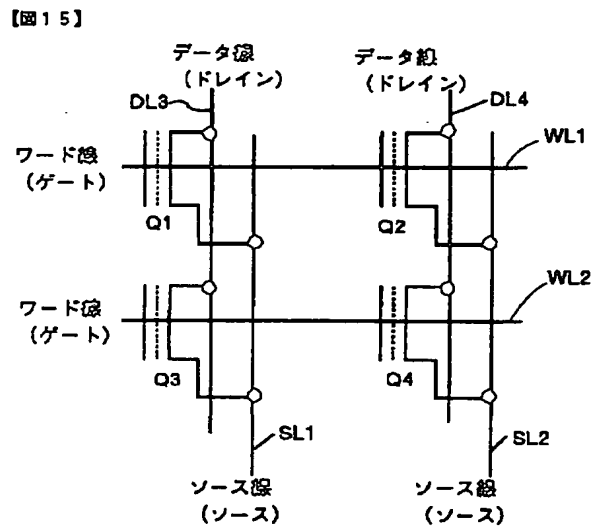 【図15】
データ線
(ドレイン)
データ線
(ドレイン)
DL3
DL4
WL1
ワード線
(ゲート)
Q1
Q2
WL2
ワード線
(ゲート)
Q3
Q4
SL1
SL2
ソース線
(ソース)
ソース線
(ソース)